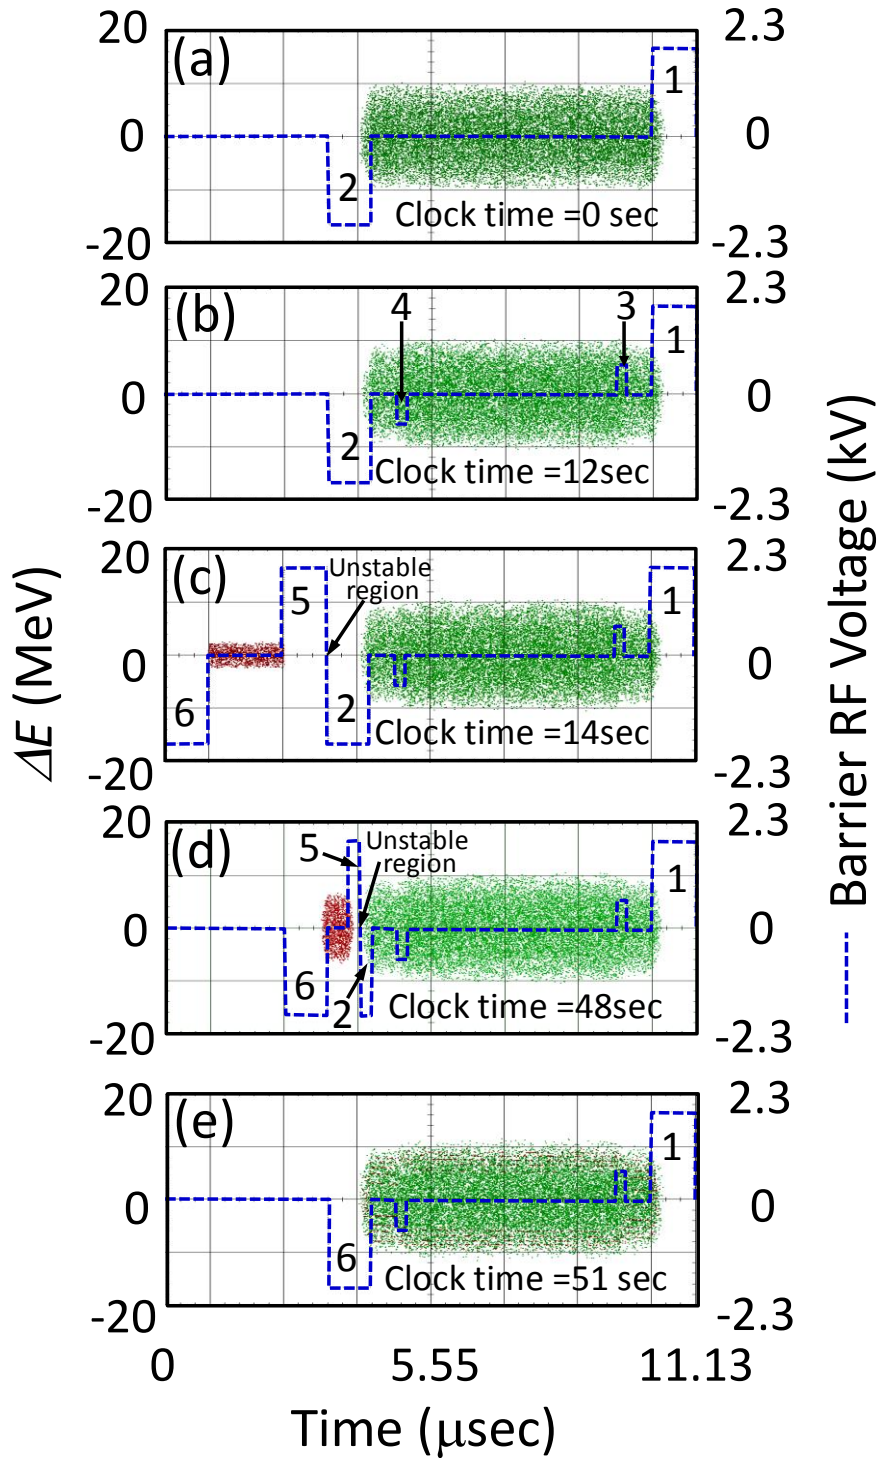 20
2.3
(a)
1
0
0
2
Clock time =0 sec
-20
-2.3
20
2.3
(b)
4
3
1
0
0
2
Clock time =12sec
-20
-2.3
20
2.3
(c)
Unstable
region
5
1
0
0
6
2
Clock time =14sec
-20
-2.3
20
2.3
(d)
5
Unstable
region
1
0
0
6
2
Clock time =48sec
-20
-2.3
20
2.3
(e)
1
0
0
6
Clock time =51 sec
-20
-2.3
0
5.55
11.13
Time (μsec)
ΔE (MeV)
Barrier RF Voltage (kV)